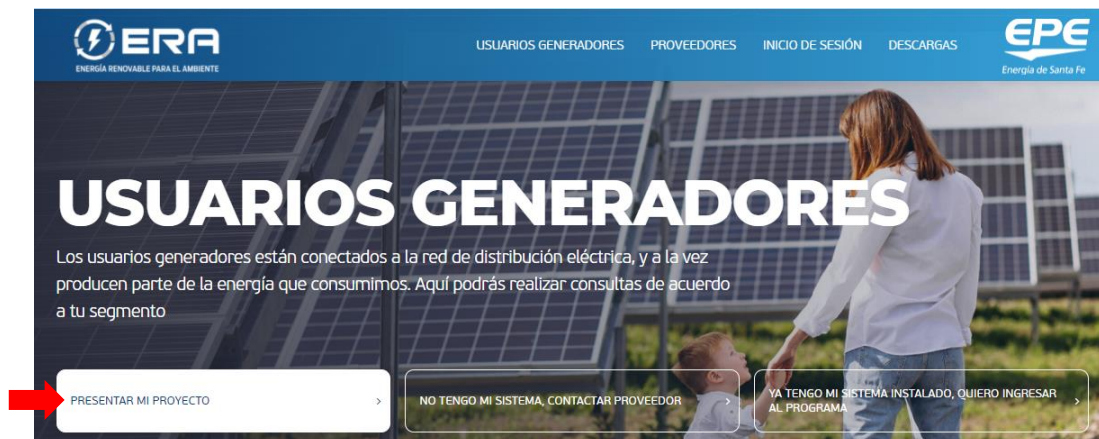 ERA
ENERGÍA RENOVABLE PARA EL AMBIENTE
USUARIOS GENERADORES
PROVEEDORES
INICIO DE SESIÓN
DESCARGAS
EPE
Energía de Santa Fe
USUARIOS GENERADORES
Los usuarios generadores están conectados a la red de distribución eléctrica, y a la vez
producen parte de la energía que consumimos. Aquí podrás realizar consultas de acuerdo
a tu segmento
PRESENTAR MI PROYECTO
NO TENGO MI SISTEMA, CONTACTAR PROVEEDOR
YA TENGO MI SISTEMA INSTALADO, QUIERO INGRESAR
AL PROGRAMA